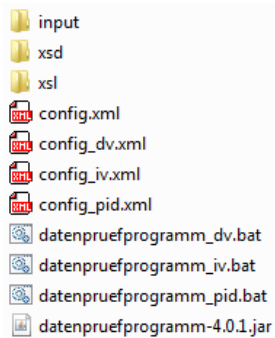 input
xsd
xsl
config.xml
config_dv.xml
config_iv.xml
config_pid.xml
datenpruefprogramm_dv.bat
datenpruefprogramm_iv.bat
datenpruefprogramm_pid.bat
datenpruefprogramm-4.0.1.jar